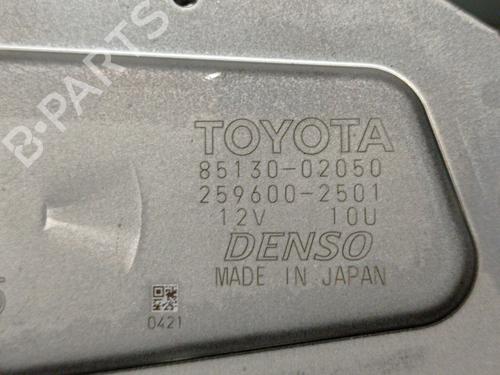 B-PARTS
TOYOTA
85130-02050
259600-2501
12V 10U
DENSO
MADE IN JAPAN
0421